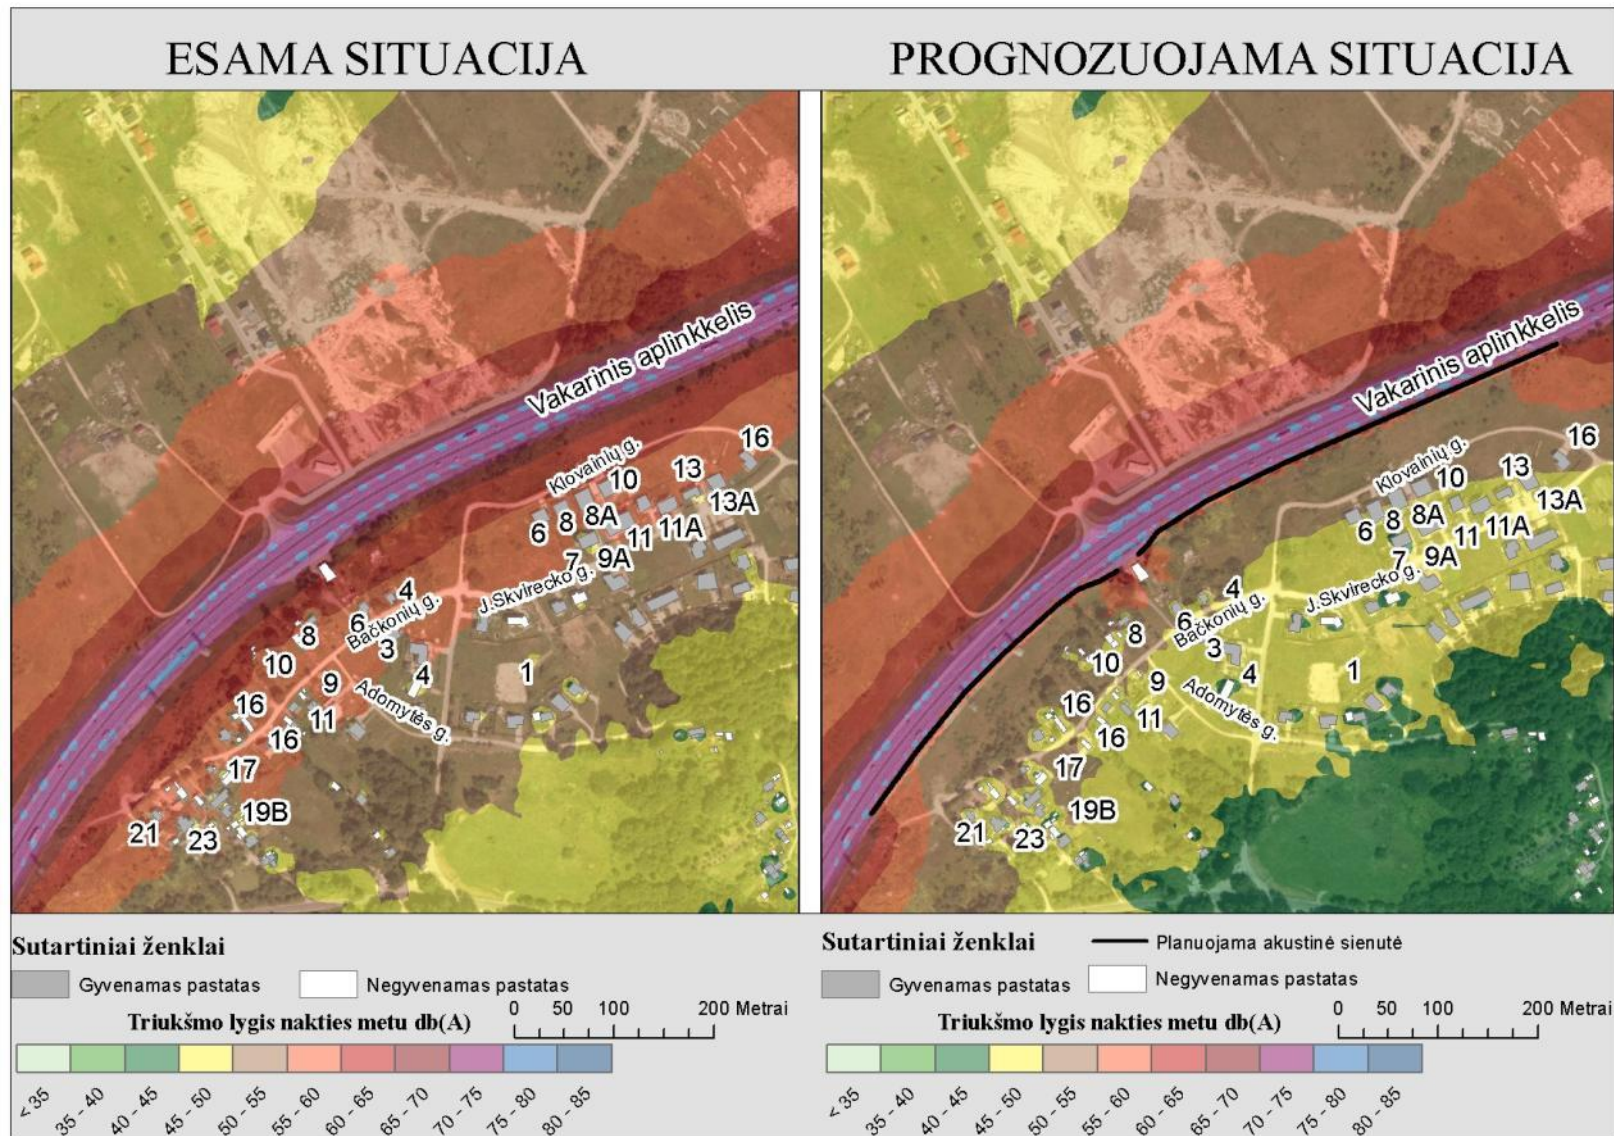 ESAMA SITUACIJA
Vakarinis aplinkkelis
Klovainių g.
16
13
10
13A
6
8
8A
11
11A
7
9A
J.Skvirecko g.
4
6
Bačkonių g.
8
3
10
9
4
1
Adomytės g.
16
11
16
17
19B
21
23
Sutartiniai ženklai
Gyvenamas pastatas
Negyvenamas pastatas
0 50 100 200 Metrai
Triukšmo lygis nakties metu db(A)
< 35
35 - 40
40 - 45
45 - 50
50 - 55
55 - 60
60 - 65
65 - 70
70 - 75
75 - 80
80 - 85
PROGNOZUOJAMA SITUACIJA
Vakarinis aplinkkelis
Klovainių g.
16
13
10
13A
6
8
8A
11
11A
7
9A
J.Skvirecko g.
4
6
Bačkonių g.
8
3
10
9
4
1
Adomytės g.
16
11
16
17
19B
21
23
Sutartiniai ženklai
Planuojama akustinė sienutė
Gyvenamas pastatas
Negyvenamas pastatas
0 50 100 200 Metrai
Triukšmo lygis nakties metu db(A)
< 35
35 - 40
40 - 45
45 - 50
50 - 55
55 - 60
60 - 65
65 - 70
70 - 75
75 - 80
80 - 85